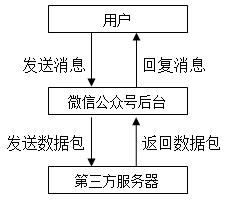 用户
发送消息 回复消息
微信公众号后台
发送数据包 返回数据包
第三方服务器